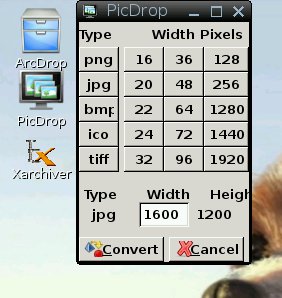 PicDrop
Type Width Pixels
png 16 36 128
jpg 20 48 256
bmp 22 64 1280
ico 24 72 1440
tiff 32 96 1920
Type Width Heigh
jpg 1600 1200
Convert Cancel
ArcDrop
PicDrop
Xarchiver